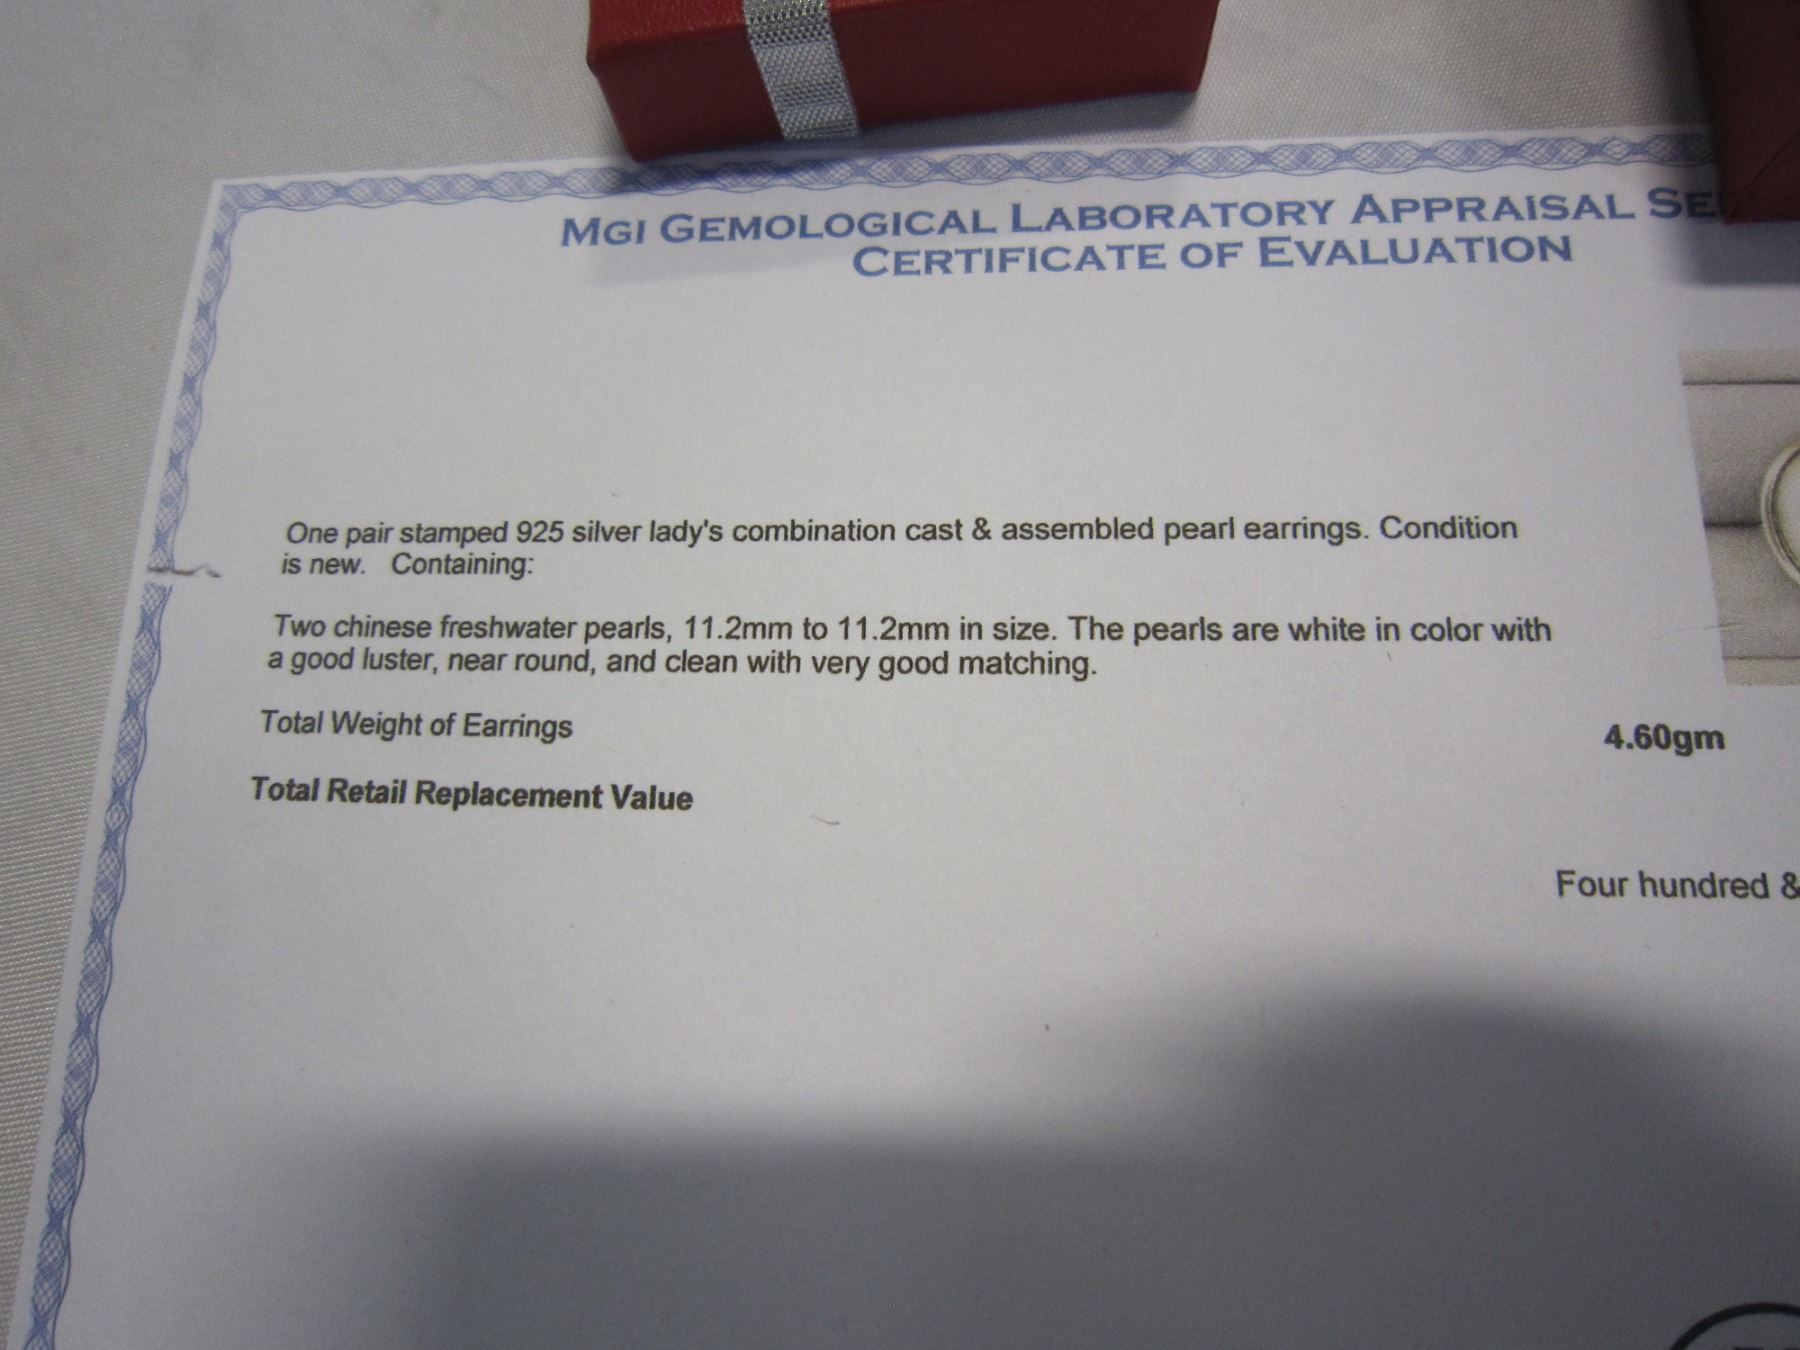 MGI GEMOLOGICAL LABORATORY APPRAISAL
CERTIFICATE OF EVALUATION
One pair stamped 925 silver lady's combination cast & assembled pearl earrings. Condition
is new. Containing:
Two chinese freshwater pearls, 11.2mm to 11.2mm in size. The pearls are white in color with
a good luster, near round, and clean with very good matching.
Total Weight of Earrings 4.60gm
Total Retail Replacement Value
Four hundred &